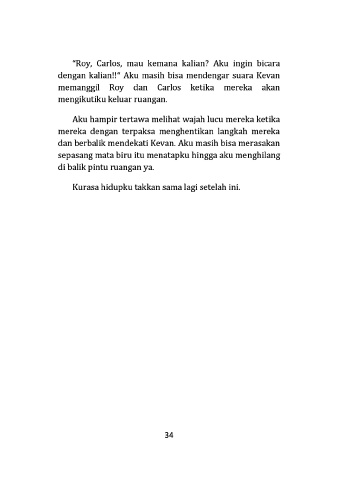 "Roy, Carlos, mau kemana kalian? Aku ingin bicara
dengan kalian!!" Aku masih bisa mendengar suara Kevan
memanggil Roy dan Carlos ketika mereka akan
mengikutiku keluar ruangan.
Aku hampir tertawa melihat wajah lucu mereka ketika
mereka dengan terpaksa menghentikan langkah mereka
dan berbalik mendekati Kevan. Aku masih bisa merasakan
sepasang mata biru itu menatapku hingga aku menghilang
di balik pintu ruangan ya.
Kurasa hidupku takkan sama lagi setelah ini.
34